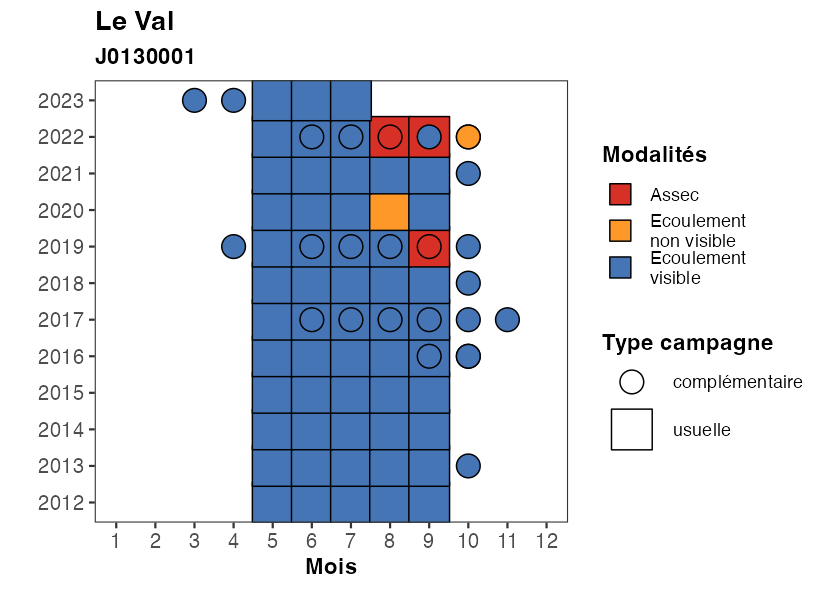 Le Val
J0130001
2023
2022
2021
2020
2019
2018
2017
2016
2015
2014
2013
2012
1 2 3 4 5 6 7 8 9 10 11 12
Mois
Modalités
Assec
Ecoulement
non visible
Ecoulement
visible
Type campagne
complémentaire
usuelle